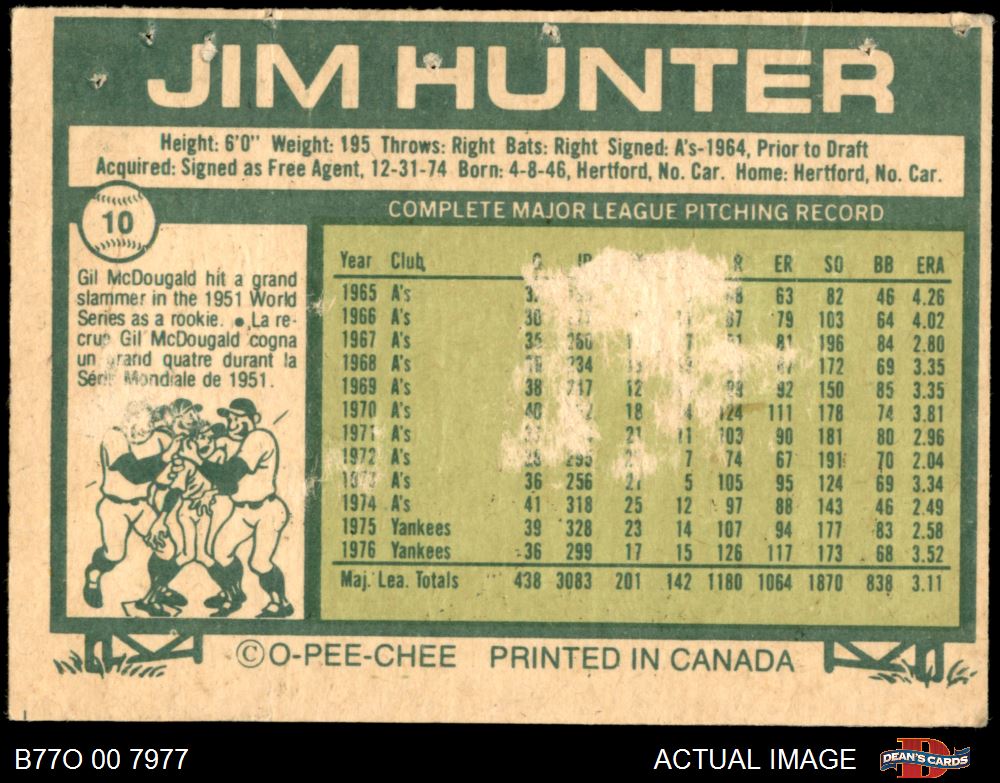 JIM HUNTER
Height: 6'0" Weight: 195 Throws: Right Bats: Right Signed: A's-1964, Prior to Draft
Acquired: Signed as Free Agent, 12-31-74 Born: 4-8-46, Hertford, No. Car. Home: Hertford, No. Car.
10
Gil McDougald hit a grand
slammer in the 1951 World
Series as a rookie. • La re-
crue Gil McDougald cogna
un grand quatre durant la
Série Mondiale de 1951.
COMPLETE MAJOR LEAGUE PITCHING RECORD
Year Club R ER SO BB ERA
1965 A's 63 82 46 4.26
1966 A's 30 79 103 64 4.02
1967 A's 35 260 81 196 84 2.80
1968 A's 234 172 69 3.35
1969 A's 38 12 92 150 85 3.35
1970 A's 40 18 124 111 178 74 3.81
1971 A's 21 11 103 90 181 80 2.96
1972 A's 295 7 74 67 191 70 2.04
A's 36 256 21 5 105 95 124 69 3.34
1974 A's 41 318 25 12 97 88 143 46 2.49
1975 Yankees 39 328 23 14 107 94 177 83 2.58
1976 Yankees 36 299 17 15 126 117 173 68 3.52
Maj. Lea. Totals 438 3083 201 142 1180 1064 1870 838 3.11
© O-PEE-CHEE PRINTED IN CANADA
B77O 00 7977
ACTUAL IMAGE
DEAN'S CARDS